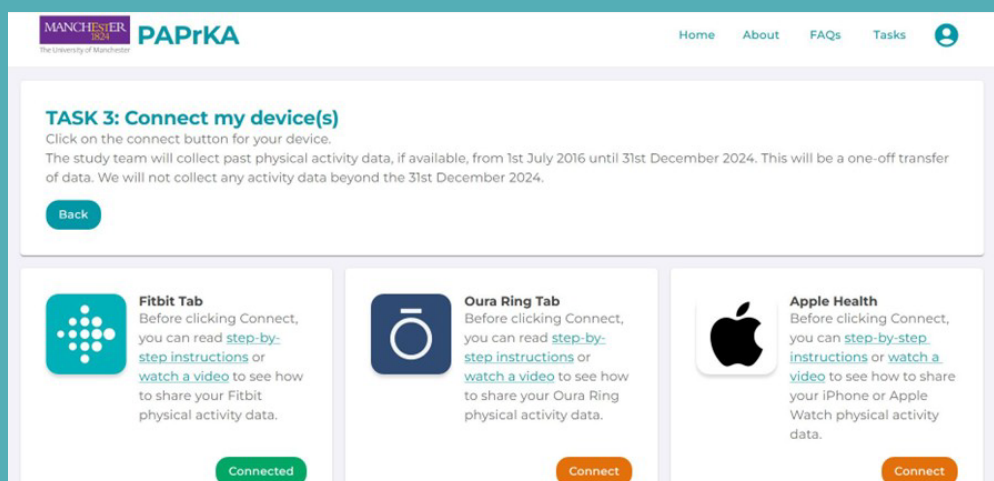 MANCHESTER
1824
The University of Manchester
PAPrKA
Home About FAQs Tasks
TASK 3: Connect my device(s)
Click on the connect button for your device.
The study team will collect past physical activity data, if available, from 1st July 2016 until 31st December 2024. This will be a one-off transfer
of data. We will not collect any activity data beyond the 31st December 2024.
Back
Fitbit Tab
Before clicking Connect,
you can read step-by-
step instructions or
watch a video to see how
to share your Fitbit
physical activity data.
Connected
Oura Ring Tab
Before clicking Connect,
you can read step-by-
step instructions or
watch a video to see how
to share your Oura Ring
physical activity data.
Connect
Apple Health
Before clicking Connect,
you can step-by-step
instructions or watch a
video to see how to share
your iPhone or Apple
Watch physical activity
data.
Connect